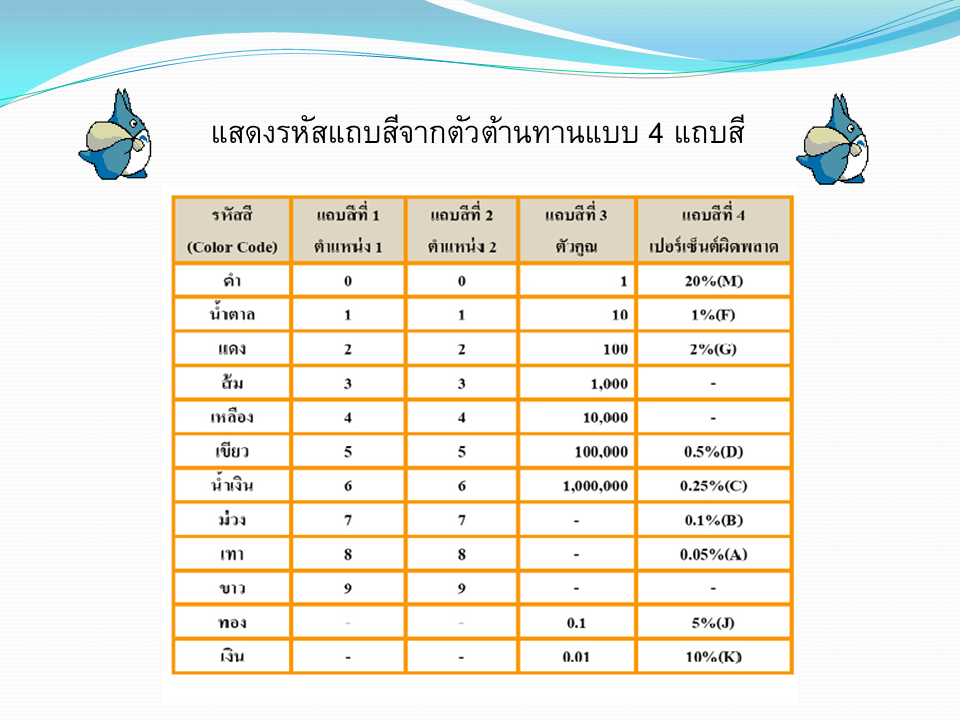 แสดงรหัสแถบสีจากตัวต้านทานแบบ 4 แถบสี
รหัสสี แถบสีที่ 1 แถบสีที่ 2 แถบสีที่ 3 แถบสีที่ 4
(Color Code) ตำแหน่ง 1 ตำแหน่ง 2 ตัวคูณ เปอร์เซ็นต์ผิดพลาด
ดำ 0 0 1 20%(M)
น้ำตาล 1 1 10 1%(F)
แดง 2 2 100 2%(G)
ส้ม 3 3 1,000 -
เหลือง 4 4 10,000 -
เขียว 5 5 100,000 0.5%(D)
น้ำเงิน 6 6 1,000,000 0.25%(C)
ม่วง 7 7 - 0.1%(B)
เทา 8 8 - 0.05%(A)
ขาว 9 9 - -
ทอง - - 0.1 5%(J)
เงิน - - 0.01 10%(K)